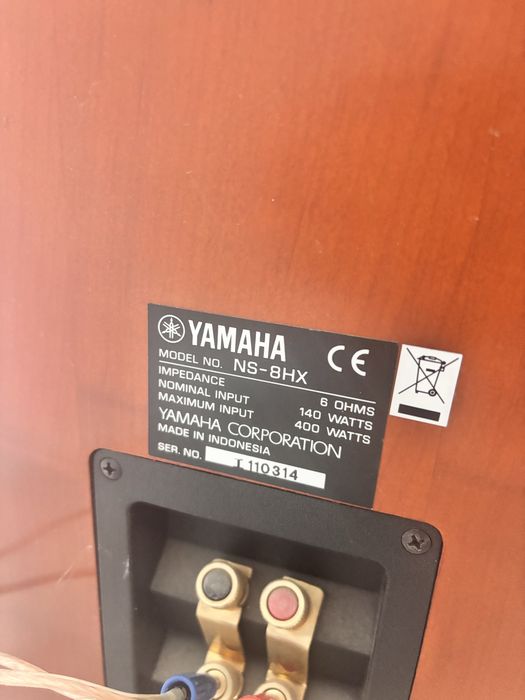 YAMAHA CE
MODEL NO. NS-8HX
IMPEDANCE 6 OHMS
NOMINAL INPUT 140 WATTS
MAXIMUM INPUT 400 WATTS
YAMAHA CORPORATION
MADE IN INDONESIA
SER. NO. T 110314